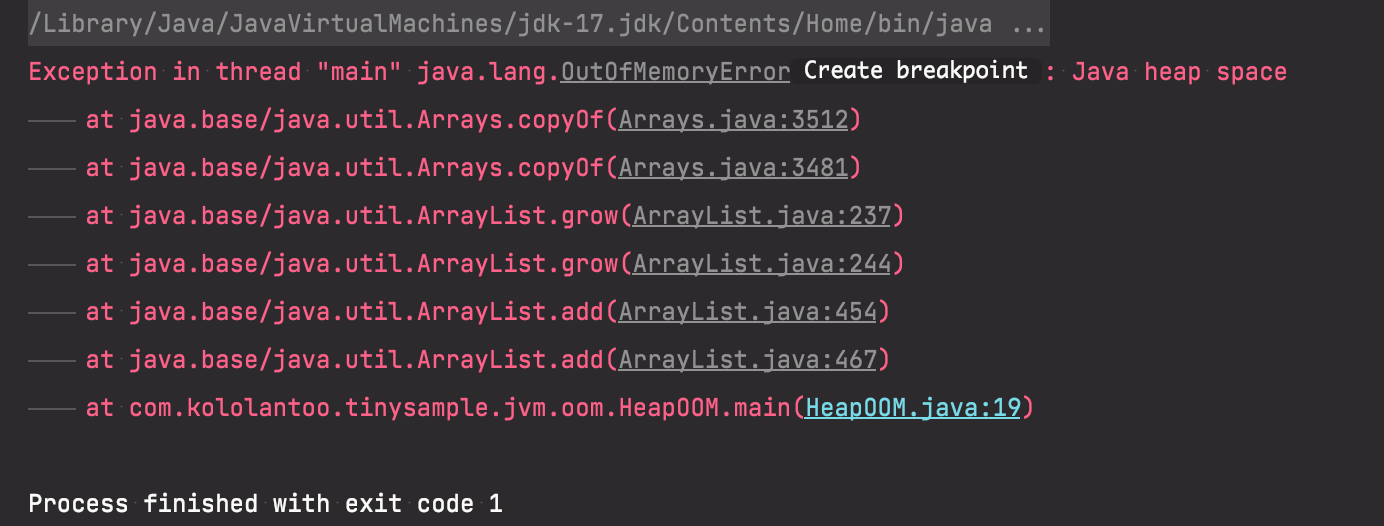 /Library/Java/JavaVirtualMachines/jdk-17.jdk/Contents/Home/bin/java ...
Exception in thread "main" java.lang.OutOfMemoryError Create breakpoint : Java heap space
at java.base/java.util.Arrays.copyOf(Arrays.java:3512)
at java.base/java.util.Arrays.copyOf(Arrays.java:3481)
at java.base/java.util.ArrayList.grow(ArrayList.java:237)
at java.base/java.util.ArrayList.grow(ArrayList.java:244)
at java.base/java.util.ArrayList.add(ArrayList.java:454)
at java.base/java.util.ArrayList.add(ArrayList.java:467)
at com.kololantoo.tinysample.jvm.oom.HeapOOM.main(HeapOOM.java:19)
Process finished with exit code 1